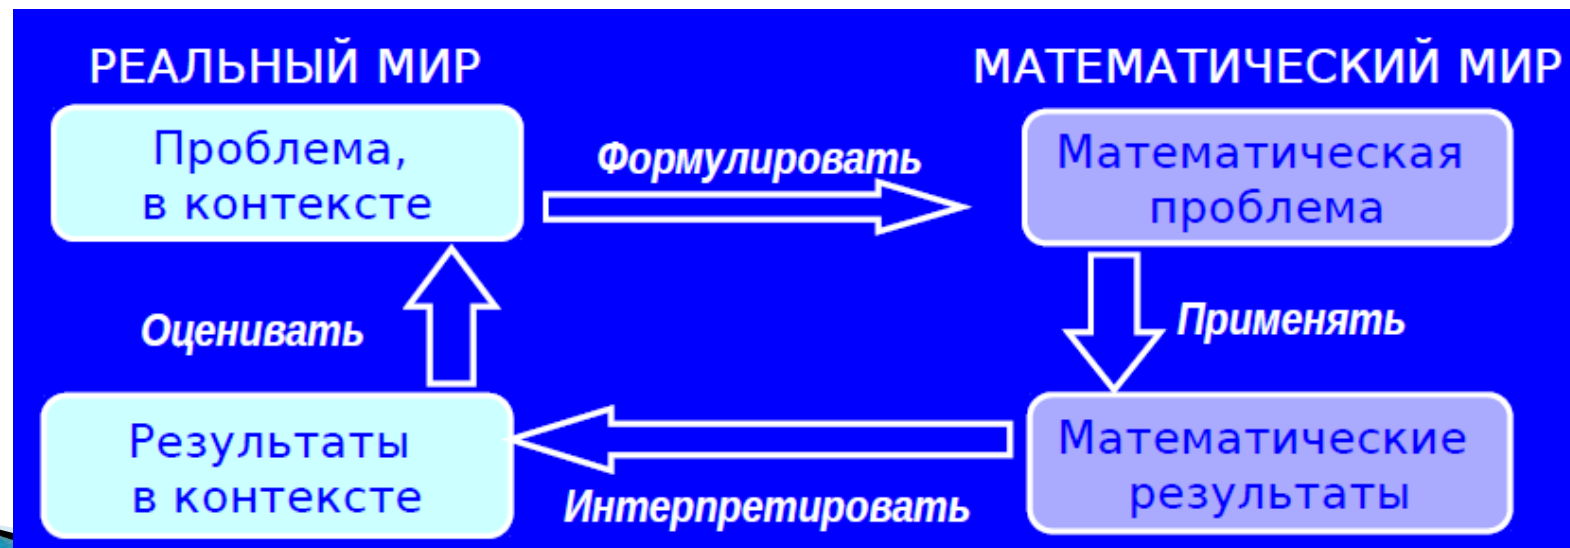 РЕАЛЬНЫЙ МИР
МАТЕМАТИЧЕСКИЙ МИР
Проблема,
в контексте
Формулировать
Математическая
проблема
Оценивать
Применять
Результаты
в контексте
Интерпретировать
Математические
результаты